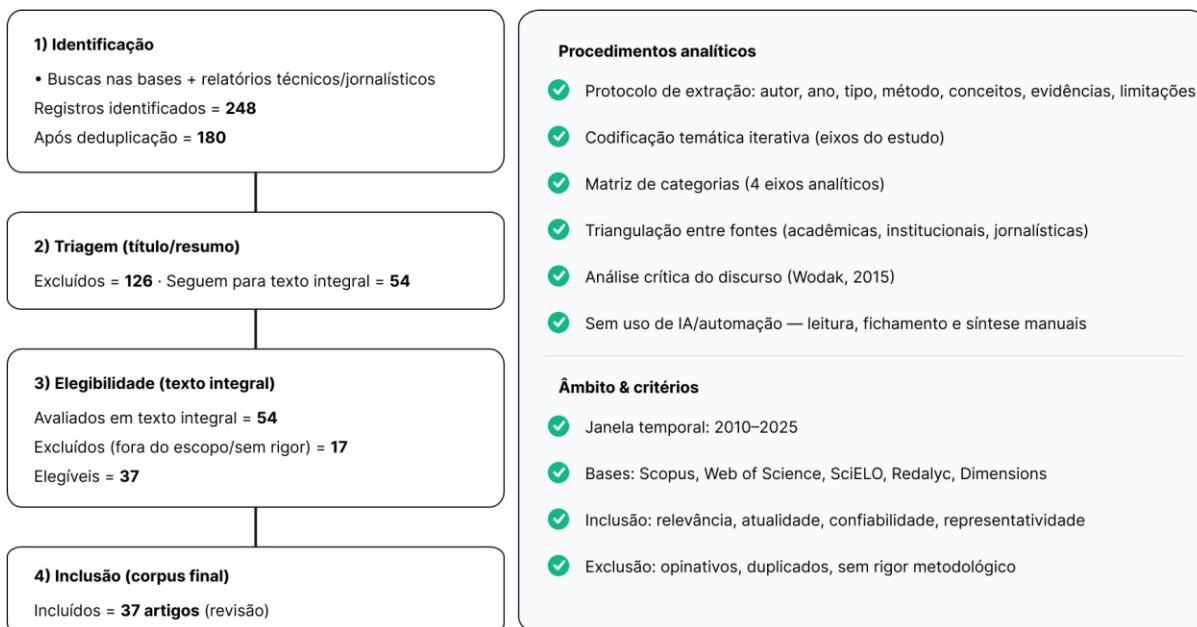 1) Identificação
• Buscas nas bases + relatórios técnicos/jornalísticos
Registros identificados = 248
Após deduplicação = 180
2) Triagem (título/resumo)
Excluídos = 126 · Seguem para texto integral = 54
3) Elegibilidade (texto integral)
Avaliados em texto integral = 54
Excluídos (fora do escopo/sem rigor) = 17
Elegíveis = 37
4) Inclusão (corpus final)
Incluídos = 37 artigos (revisão)
Procedimentos analíticos
Protocolo de extração: autor, ano, tipo, método, conceitos, evidências, limitações
Codificação temática iterativa (eixos do estudo)
Matriz de categorias (4 eixos analíticos)
Triangulação entre fontes (acadêmicas, institucionais, jornalísticas)
Análise crítica do discurso (Wodak, 2015)
Sem uso de IA/automação — leitura, fichamento e síntese manuais
Âmbito & critérios
Janela temporal: 2010–2025
Bases: Scopus, Web of Science, SciELO, Redalyc, Dimensions
Inclusão: relevância, atualidade, confiabilidade, representatividade
Exclusão: opinativos, duplicados, sem rigor metodológico